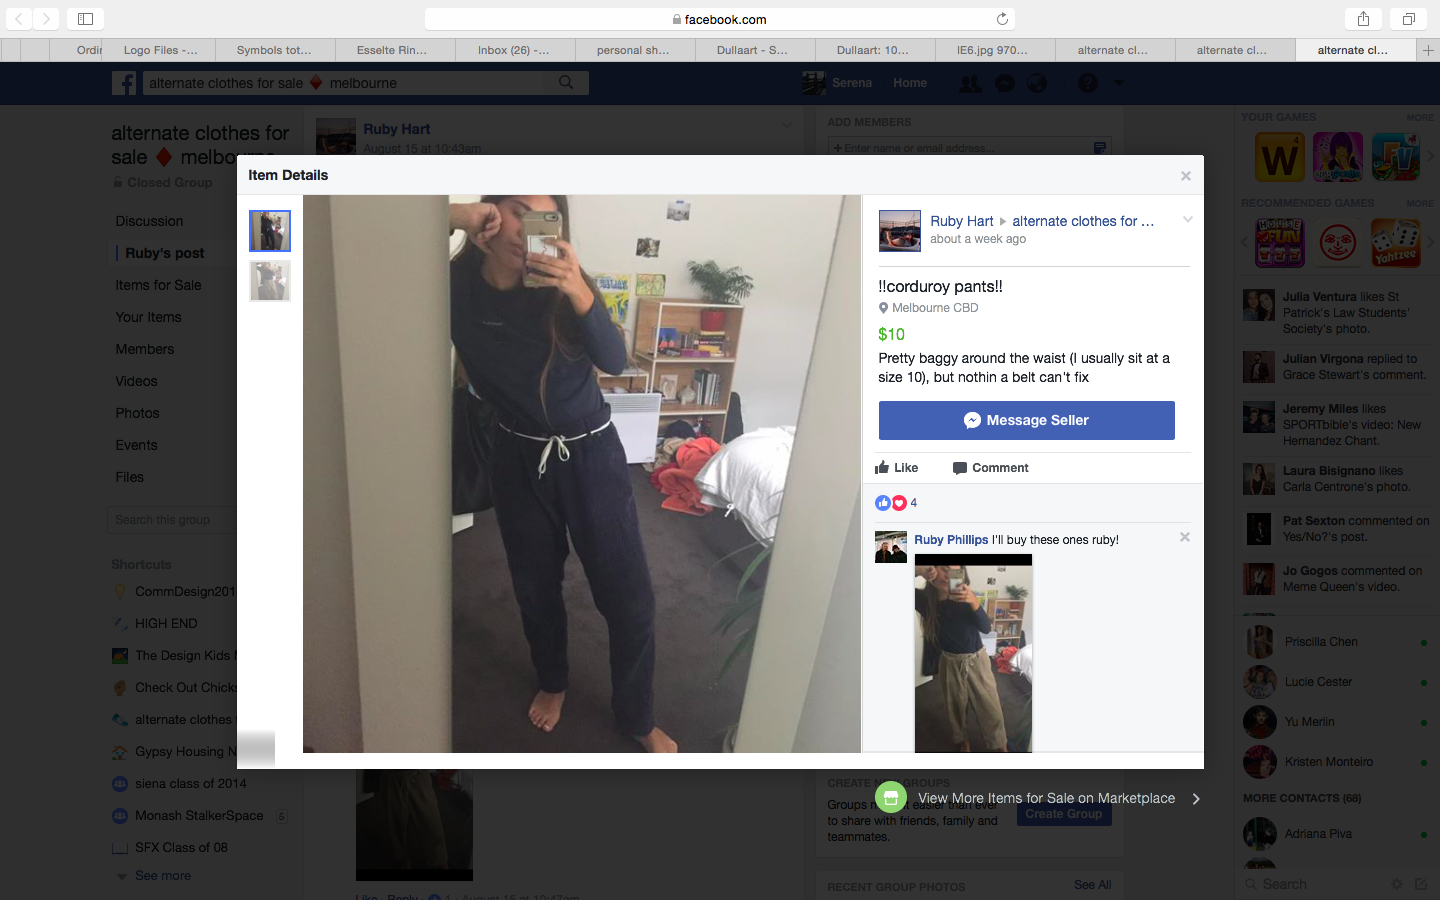 facebook.com
Ordi
Logo Files -...
Symbols tot...
Esselte Rin...
Inbox (26) -...
personal sh...
Dullaart - S...
Dullaart: 10...
IE6.jpg 970...
alternate cl...
alternate cl...
alternate cl...
alternate clothes for sale ♦ melbourne
Serena
Home
alternate clothes for
sale ♦ melbourne
Closed Group
Discussion
Ruby's post
Items for Sale
Your Items
Members
Videos
Photos
Events
Files
Search this group
Shortcuts
CommDesign201
HIGH END
The Design Kids
Check Out Chicks
alternate clothes
Gypsy Housing N
siena class of 2014
Monash StalkerSpace 5
SFX Class of 08
See more
Ruby Hart
August 15 at 10:43am
ADD MEMBERS
+ Enter name or email address...
Item Details
Ruby Hart ▸ alternate clothes for ...
about a week ago
!!corduroy pants!!
Melbourne CBD
$10
Pretty baggy around the waist (I usually sit at a
size 10), but nothin a belt can't fix
Message Seller
Like
Comment
4
Ruby Phillips I'll buy these ones ruby!
View More Items for Sale on Marketplace
CREATE NEW GROUPS
to share with friends, family and
teammates.
Create Group
RECENT GROUP PHOTOS
See All
Like · Reply · 1 · August 15 at 10:47am
YOUR GAMES
MORE
W 4
RECOMMENDED GAMES
MORE
HOUSE OF FUN
Yahtzee
Julia Ventura likes St
Patrick's Law Students'
Society's photo.
Julian Virgona replied to
Grace Stewart's comment.
Jeremy Miles likes
SPORTbible's video: New
Hernandez Chant.
Laura Bisignano likes
Carla Centrone's photo.
Pat Sexton commented on
Yes/No?'s post.
Jo Gogos commented on
Meme Queen's video.
Priscilla Chen
Lucie Cester
Yu Merlin
Kristen Monteiro
MORE CONTACTS (68)
Adriana Piva
Search